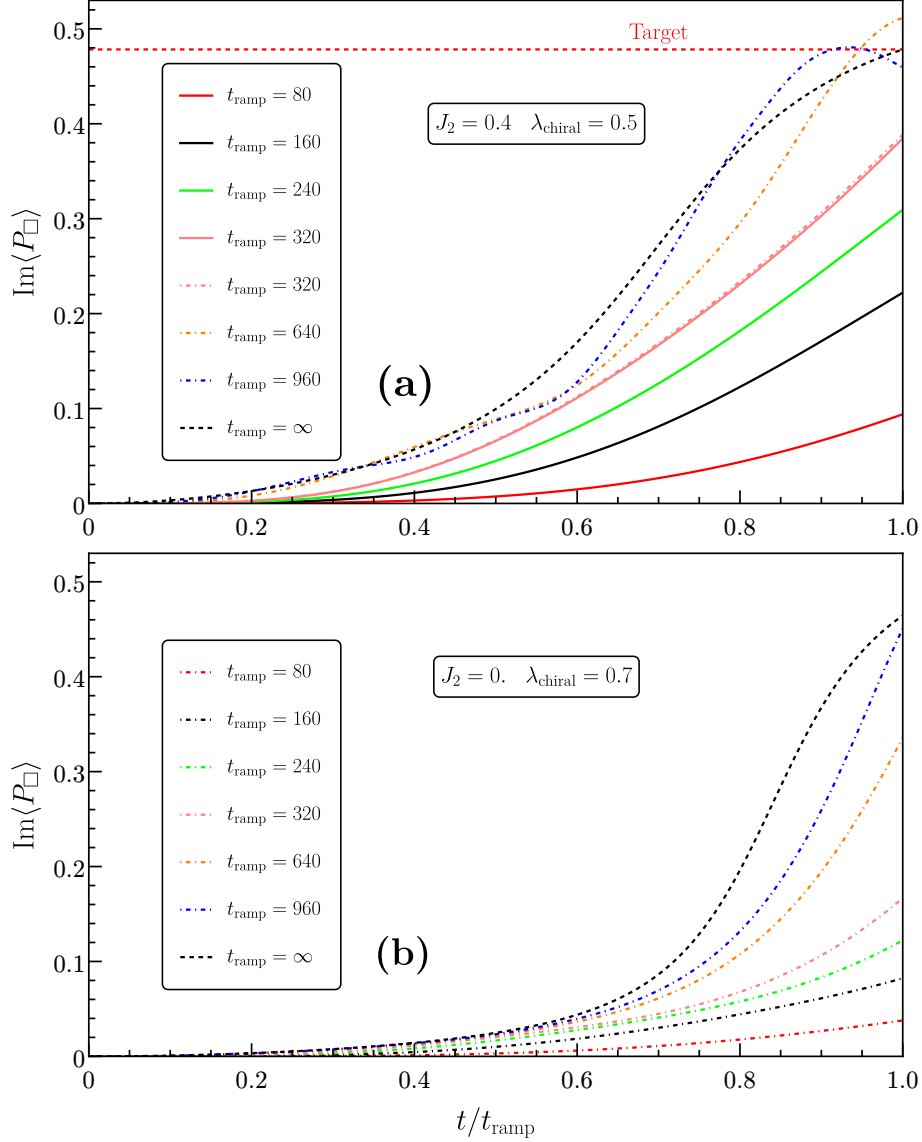 0.5
0.4
0.3
0.2
0.1
0
Im⟨P□⟩
Target
t_ramp = 80
t_ramp = 160
t_ramp = 240
t_ramp = 320
t_ramp = 320
t_ramp = 640
t_ramp = 960
t_ramp = ∞
J_2 = 0.4 λ_chiral = 0.5
(a)
0 0.2 0.4 0.6 0.8 1.0
0.5
0.4
0.3
0.2
0.1
0
Im⟨P□⟩
t_ramp = 80
t_ramp = 160
t_ramp = 240
t_ramp = 320
t_ramp = 640
t_ramp = 960
t_ramp = ∞
J_2 = 0. λ_chiral = 0.7
(b)
0 0.2 0.4 0.6 0.8 1.0
t/t_ramp